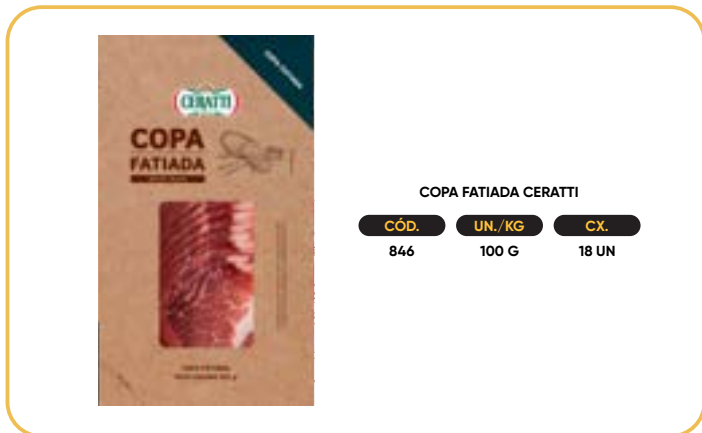 CERATTI
COPA
FATIADA
COPA FATIADA CERATTI
CÓD. UN./KG CX.
846 100 G 18 UN